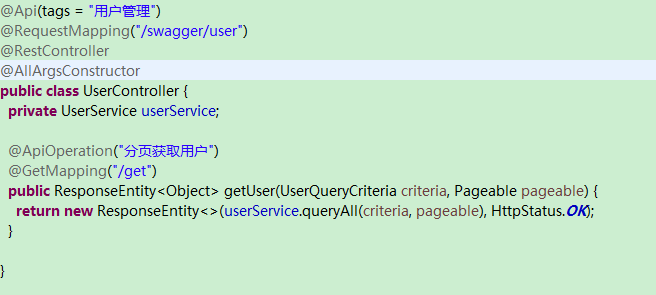 @Api(tags = "用户管理")
@RequestMapping("/swagger/user")
@RestController
@AllArgsConstructor
public class UserController {
  private UserService userService;

  @ApiOperation("分页获取用户")
  @GetMapping("/get")
  public ResponseEntity<Object> getUser(UserQueryCriteria criteria, Pageable pageable) {
    return new ResponseEntity<>(userService.queryAll(criteria, pageable), HttpStatus.OK);
  }

}